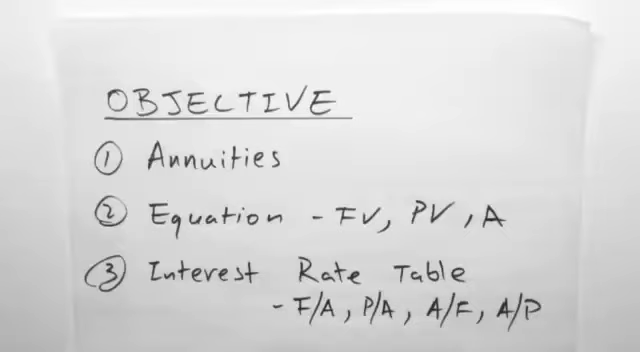 OBJECTIVE
① Annuities
② Equation - FV, PV, A
③ Interest Rate Table
- F/A, P/A, A/F, A/P